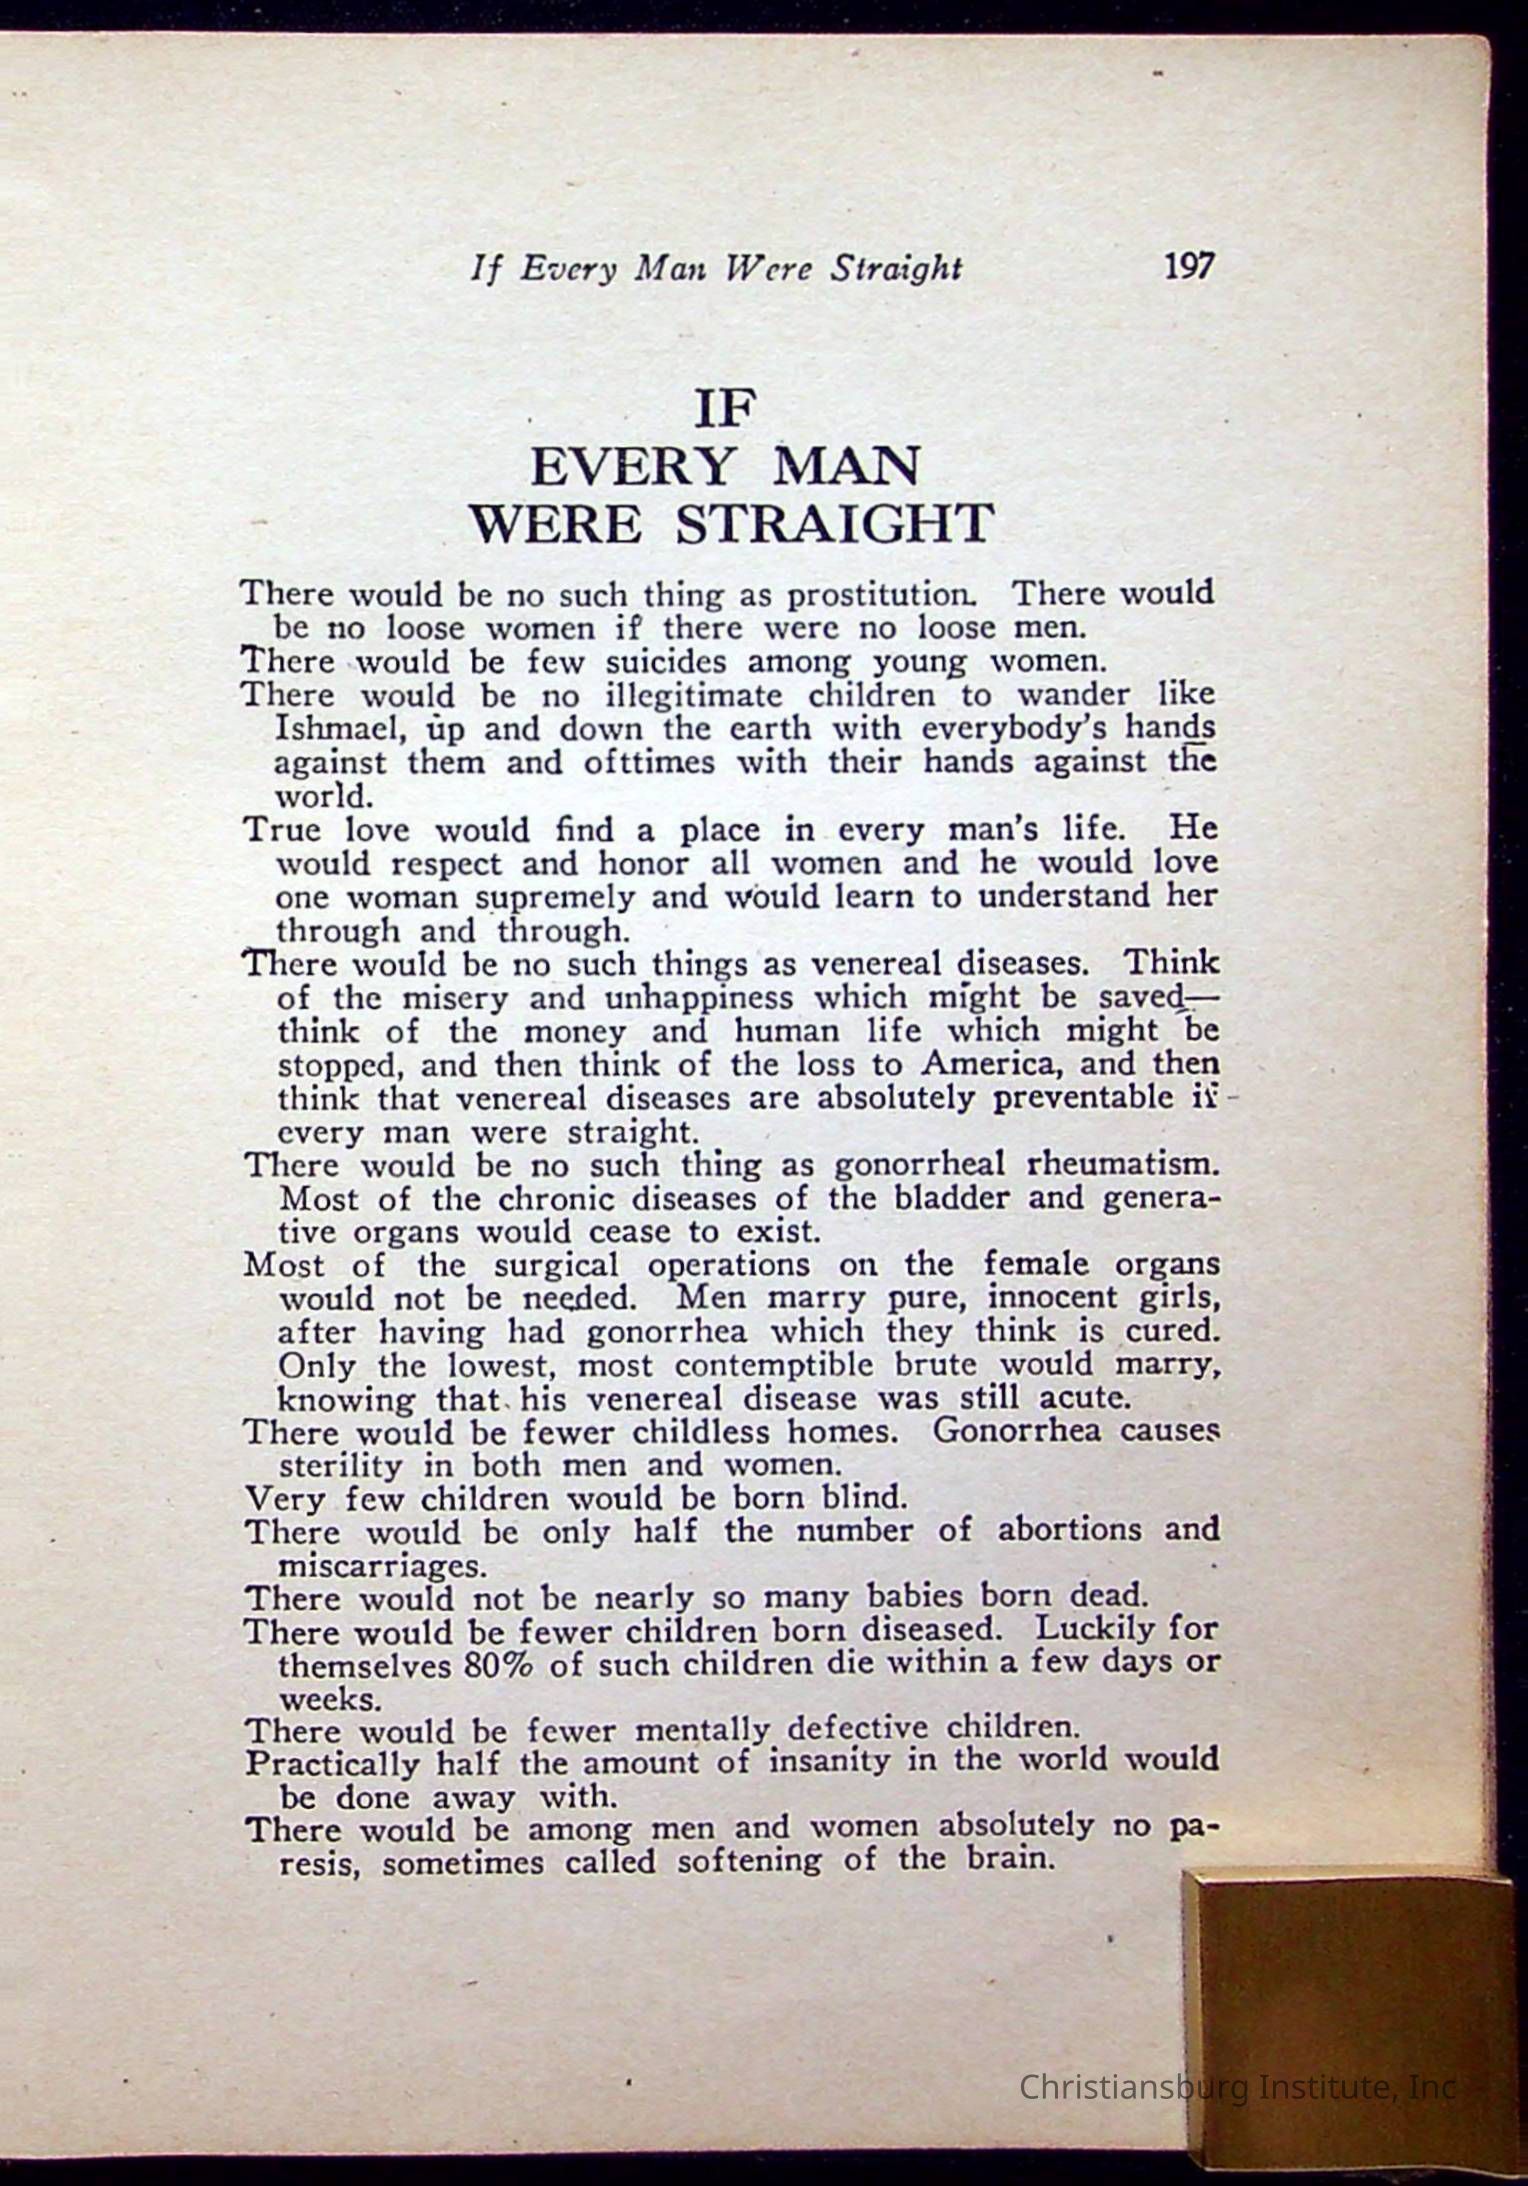 If Every Man Were Straight 197
IF
EVERY MAN
WERE STRAIGHT
There would be no such thing as prostitution. There would
be no loose women if there were no loose men.
There would be few suicides among young women.
There would be no illegitimate children to wander like
Ishmael, up and down the earth with everybody's hands
against them and ofttimes with their hands against the
world.
True love would find a place in every man's life. He
would respect and honor all women and he would love
one woman supremely and would learn to understand her
through and through.
There would be no such things as venereal diseases. Think
of the misery and unhappiness which might be saved—
think of the money and human life which might be
stopped, and then think of the loss to America, and then
think that venereal diseases are absolutely preventable if
every man were straight.
There would be no such thing as gonorrheal rheumatism.
Most of the chronic diseases of the bladder and genera-
tive organs would cease to exist.
Most of the surgical operations on the female organs
would not be needed. Men marry pure, innocent girls,
after having had gonorrhea which they think is cured.
Only the lowest, most contemptible brute would marry,
knowing that his venereal disease was still acute.
There would be fewer childless homes. Gonorrhea causes
sterility in both men and women.
Very few children would be born blind.
There would be only half the number of abortions and
miscarriages.
There would not be nearly so many babies born dead.
There would be fewer children born diseased. Luckily for
themselves 80% of such children die within a few days or
weeks.
There would be fewer mentally defective children.
Practically half the amount of insanity in the world would
be done away with.
There would be among men and women absolutely no pa-
resis, sometimes called softening of the brain.
Christiansburg Institute, Inc